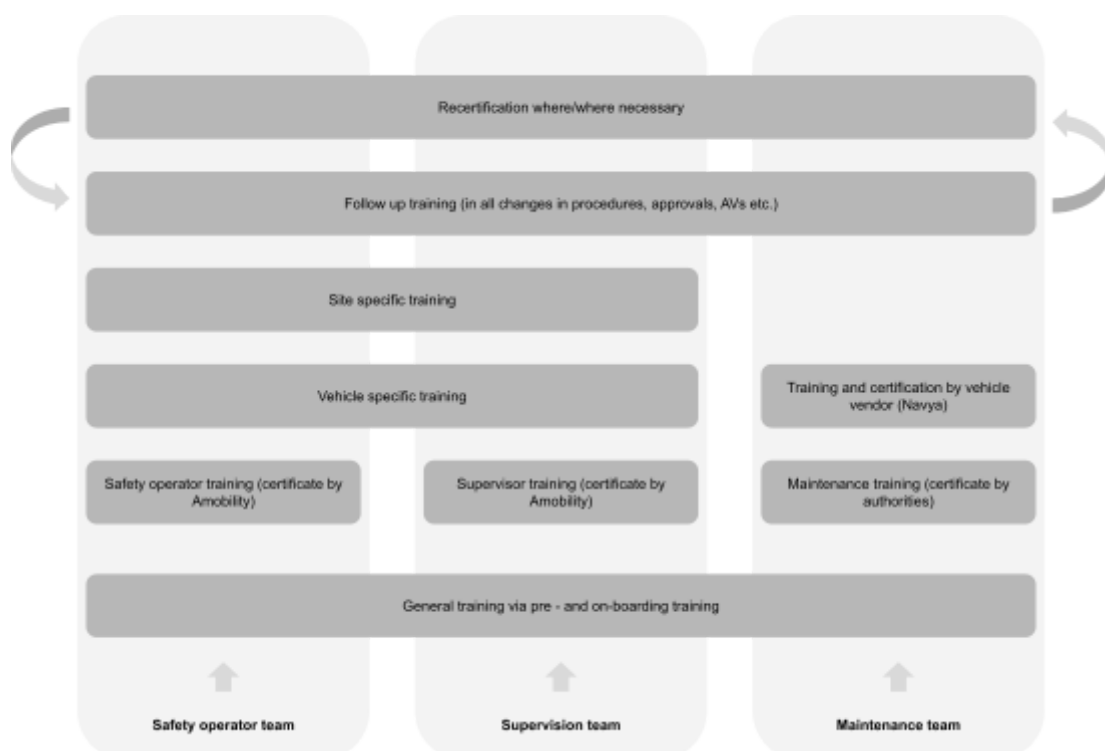 Recertification where/where necessary
Follow up training (in all changes in procedures, approvals, AVs etc.)
Site specific training
Vehicle specific training
Training and certification by vehicle
vendor (Navya)
Safety operator training (certificate by
Amobility)
Supervisor training (certificate by
Amobility)
Maintenance training (certificate by
authorities)
General training via pre - and on-boarding training
Safety operator team
Supervision team
Maintenance team